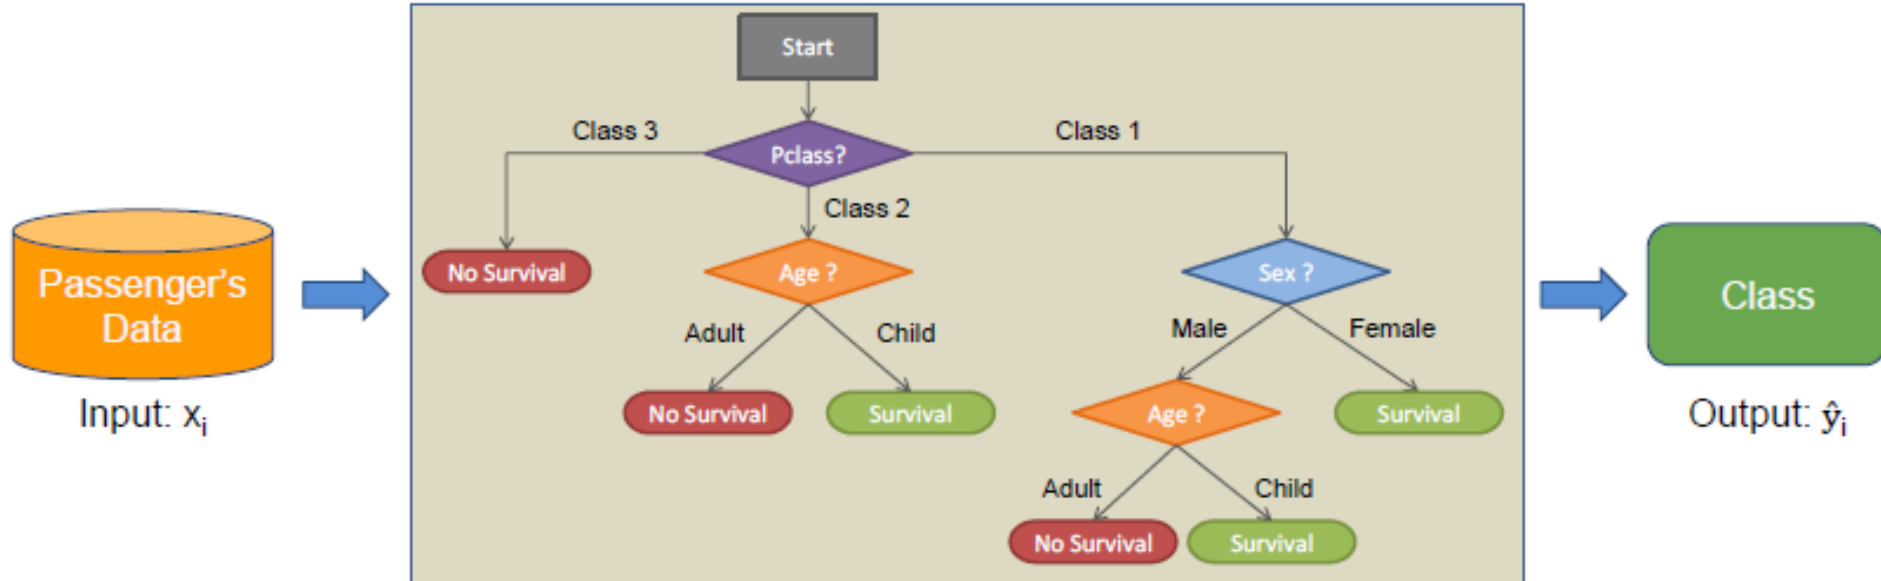 Start
Class 3
Class 1
Pclass?
Class 2
Passenger's
Data
No Survival
Age ?
Sex ?
Class
Adult
Child
Male
Female
Input: xᵢ
No Survival
Survival
Age ?
Survival
Output: ŷᵢ
Adult
Child
No Survival
Survival